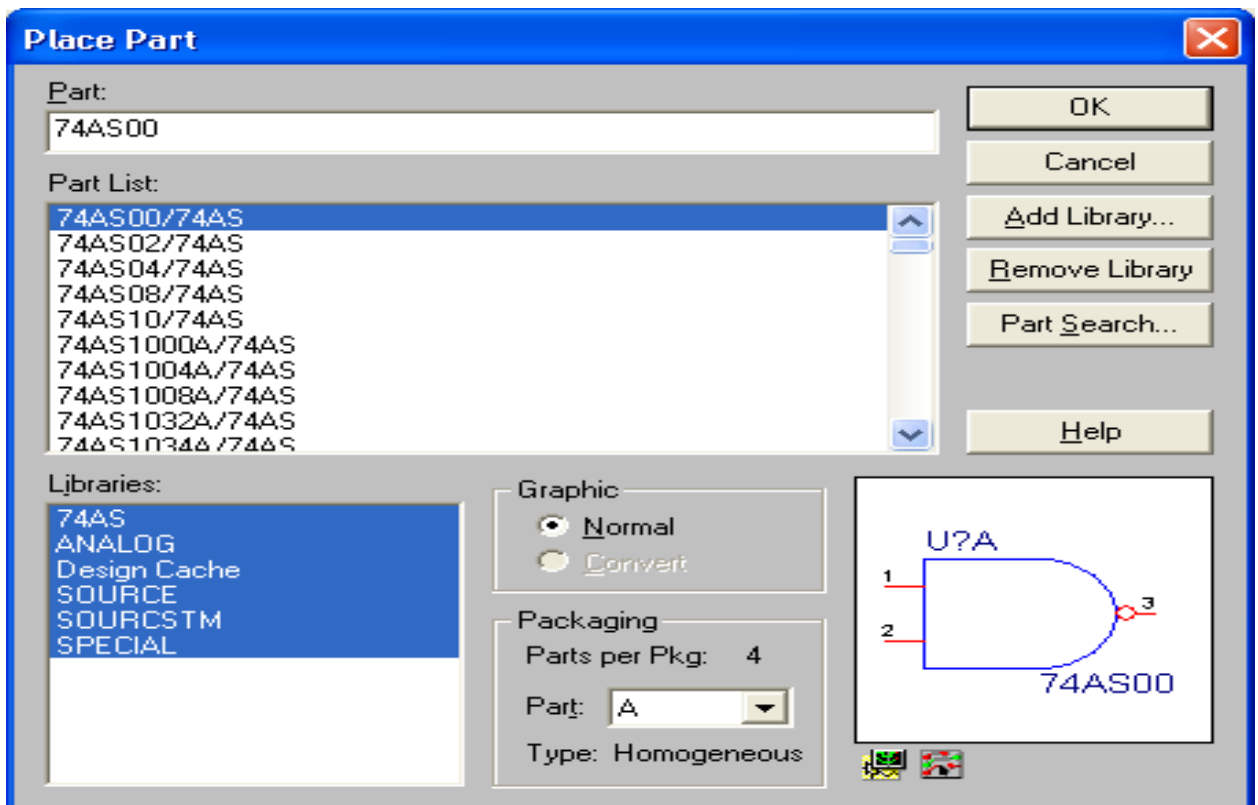 Place Part
Part:
74AS00
OK
Cancel
Part List:
74AS00/74AS
74AS02/74AS
74AS04/74AS
74AS08/74AS
74AS10/74AS
74AS1000A/74AS
74AS1004A/74AS
74AS1008A/74AS
74AS1032A/74AS
74AS1034A/74AS
Add Library...
Remove Library
Part Search...
Help
Libraries:
74AS
ANALOG
Design Cache
SOURCE
SOURCSTM
SPECIAL
Graphic
Normal
Convert
Packaging
Parts per Pkg: 4
Part: A
Type: Homogeneous
U?A
1
2
3
74AS00